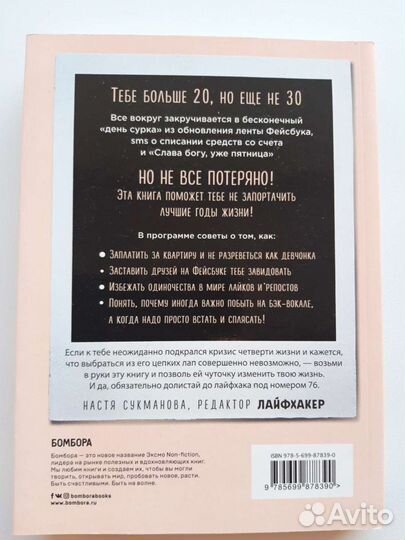 Тебе больше 20, но еще не 30
Все вокруг закручивается в бесконечный
«день сурка» из обновления ленты Фейсбука,
sms о списании средств со счета
и «Слава богу, уже пятница»
Но не все потеряно!
Эта книга поможет тебе не запортачить
лучшие годы жизни!
В программе советы о том, как:
Заплатить за квартиру и не разреветься как девчонка
Заставить друзей на Фейсбуке тебе завидовать
Избежать одиночества в мире лайков и репостов
Понять, почему иногда важно побыть на бэк-вокале,
а когда надо просто встать и сплясать!
Если к тебе неожиданно подкрался кризис четверти жизни и кажется,
что выбраться из его цепких лап совершенно невозможно, — возьми
в руки эту книгу и позволь ей чуточку изменить твою жизнь.
И да, обязательно долистай до лайфхака под номером 76.
НАСТЯ СУКМАНОВА, РЕДАКТОР ЛАЙФХАКЕР
БОМБОРА
Бомбора — это новое название Эксмо Non-fiction,
лидера на рынке полезных и вдохновляющих книг.
Мы любим книги и создаем их, чтобы вы могли
творить, открывать мир, пробовать новое, расти.
Быть счастливыми. Быть на волне.
bomborabooks
bombora.ru
ISBN 978-5-699-87839-0
9 785699 878390>
Avito